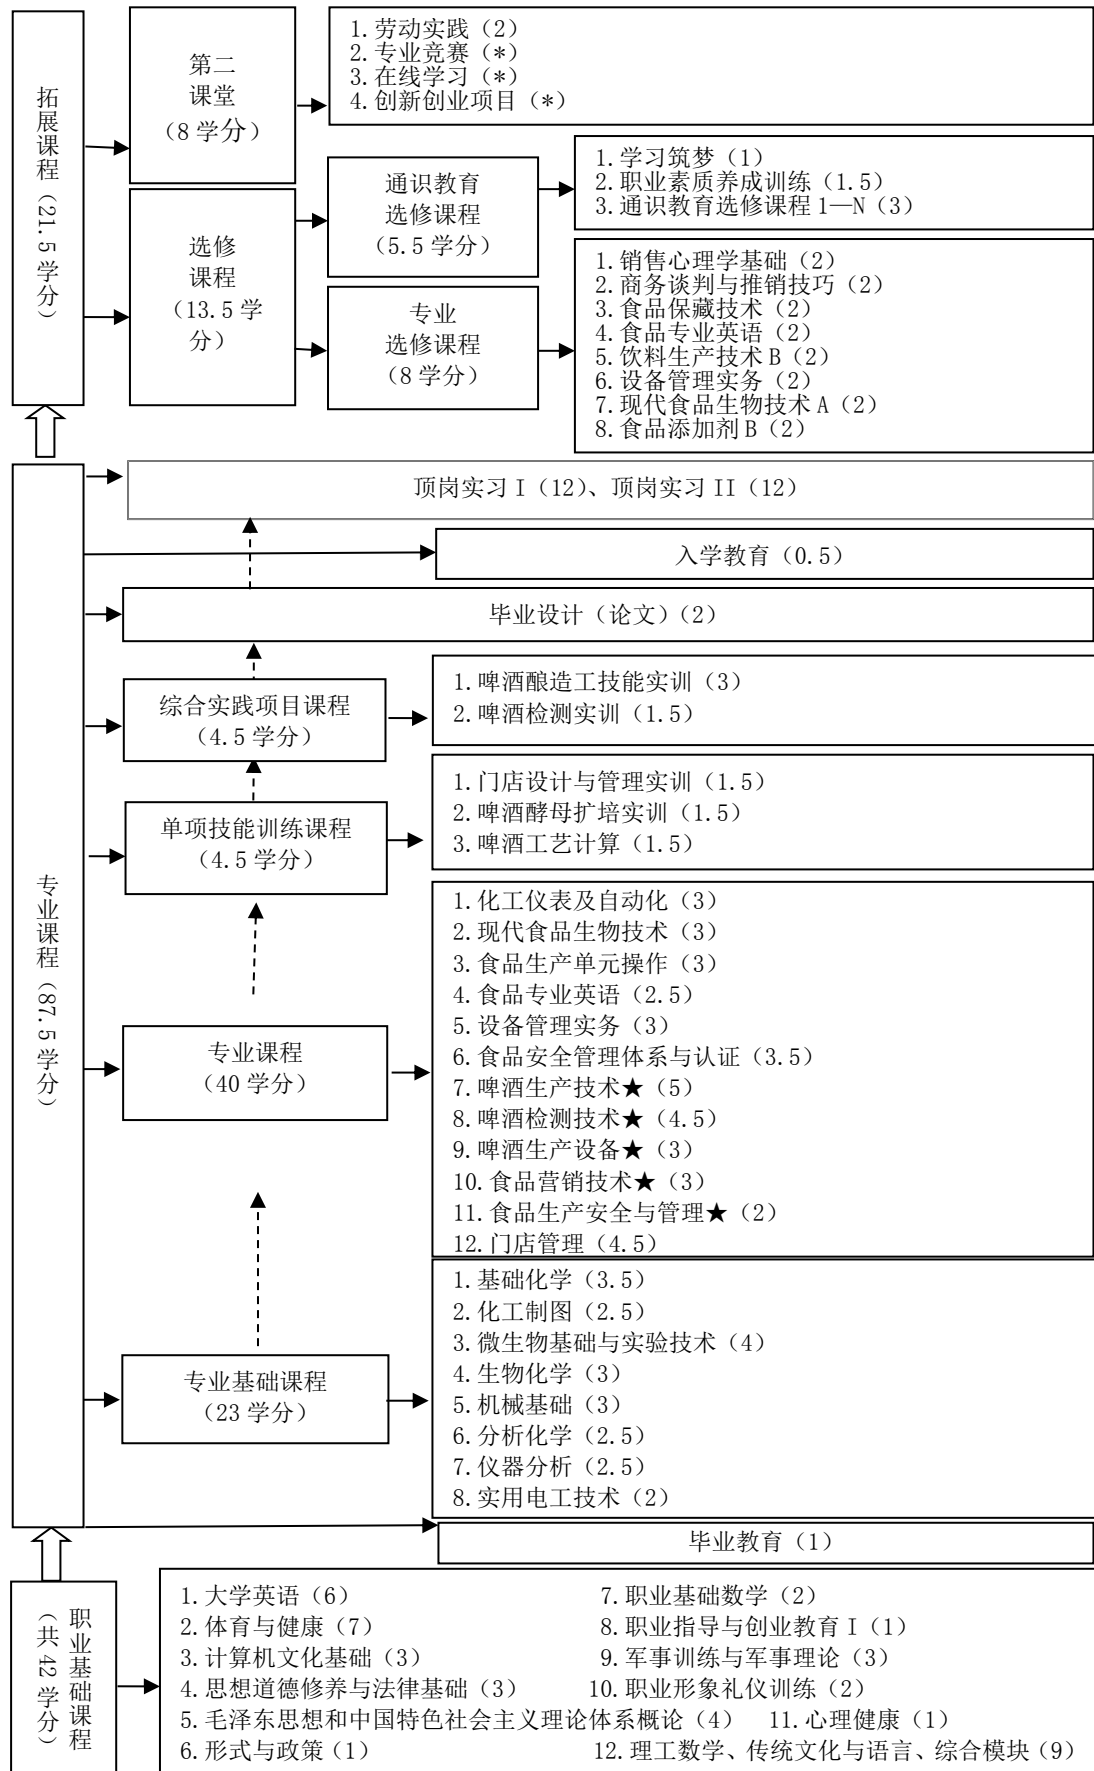 拓展课程（21.5学分）
第二
课堂
（8学分）
1.劳动实践（2）
2.专业竞赛（*）
3.在线学习（*）
4.创新创业项目（*）
选修
课程
（13.5学
分）
通识教育
选修课程
（5.5学分）
1.学习筑梦（1）
2.职业素质养成训练（1.5）
3.通识教育选修课程1—N（3）
专业
选修课程
（8学分）
1.销售心理学基础（2）
2.商务谈判与推销技巧（2）
3.食品保藏技术（2）
4.食品专业英语（2）
5.饮料生产技术B（2）
6.设备管理实务（2）
7.现代食品生物技术A（2）
8.食品添加剂B（2）
专业课程（87.5学分）
顶岗实习I（12）、顶岗实习II（12）
入学教育（0.5）
毕业设计（论文）（2）
综合实践项目课程
（4.5学分）
1.啤酒酿造工技能实训（3）
2.啤酒检测实训（1.5）
单项技能训练课程
（4.5学分）
1.门店设计与管理实训（1.5）
2.啤酒酵母扩培实训（1.5）
3.啤酒工艺计算（1.5）
专业课程
（40学分）
1.化工仪表及自动化（3）
2.现代食品生物技术（3）
3.食品生产单元操作（3）
4.食品专业英语（2.5）
5.设备管理实务（3）
6.食品安全管理体系与认证（3.5）
7.啤酒生产技术★（5）
8.啤酒检测技术★（4.5）
9.啤酒生产设备★（3）
10.食品营销技术★（3）
11.食品生产安全与管理★（2）
12.门店管理（4.5）
专业基础课程
（23学分）
1.基础化学（3.5）
2.化工制图（2.5）
3.微生物基础与实验技术（4）
4.生物化学（3）
5.机械基础（3）
6.分析化学（2.5）
7.仪器分析（2.5）
8.实用电工技术（2）
毕业教育（1）
职业基础课程
（共42学分）
1.大学英语（6） 7.职业基础数学（2）
2.体育与健康（7） 8.职业指导与创业教育I（1）
3.计算机文化基础（3） 9.军事训练与军事理论（3）
4.思想道德修养与法律基础（3） 10.职业形象礼仪训练（2）
5.毛泽东思想和中国特色社会主义理论体系概论（4） 11.心理健康（1）
6.形式与政策（1） 12.理工数学、传统文化与语言、综合模块（9）